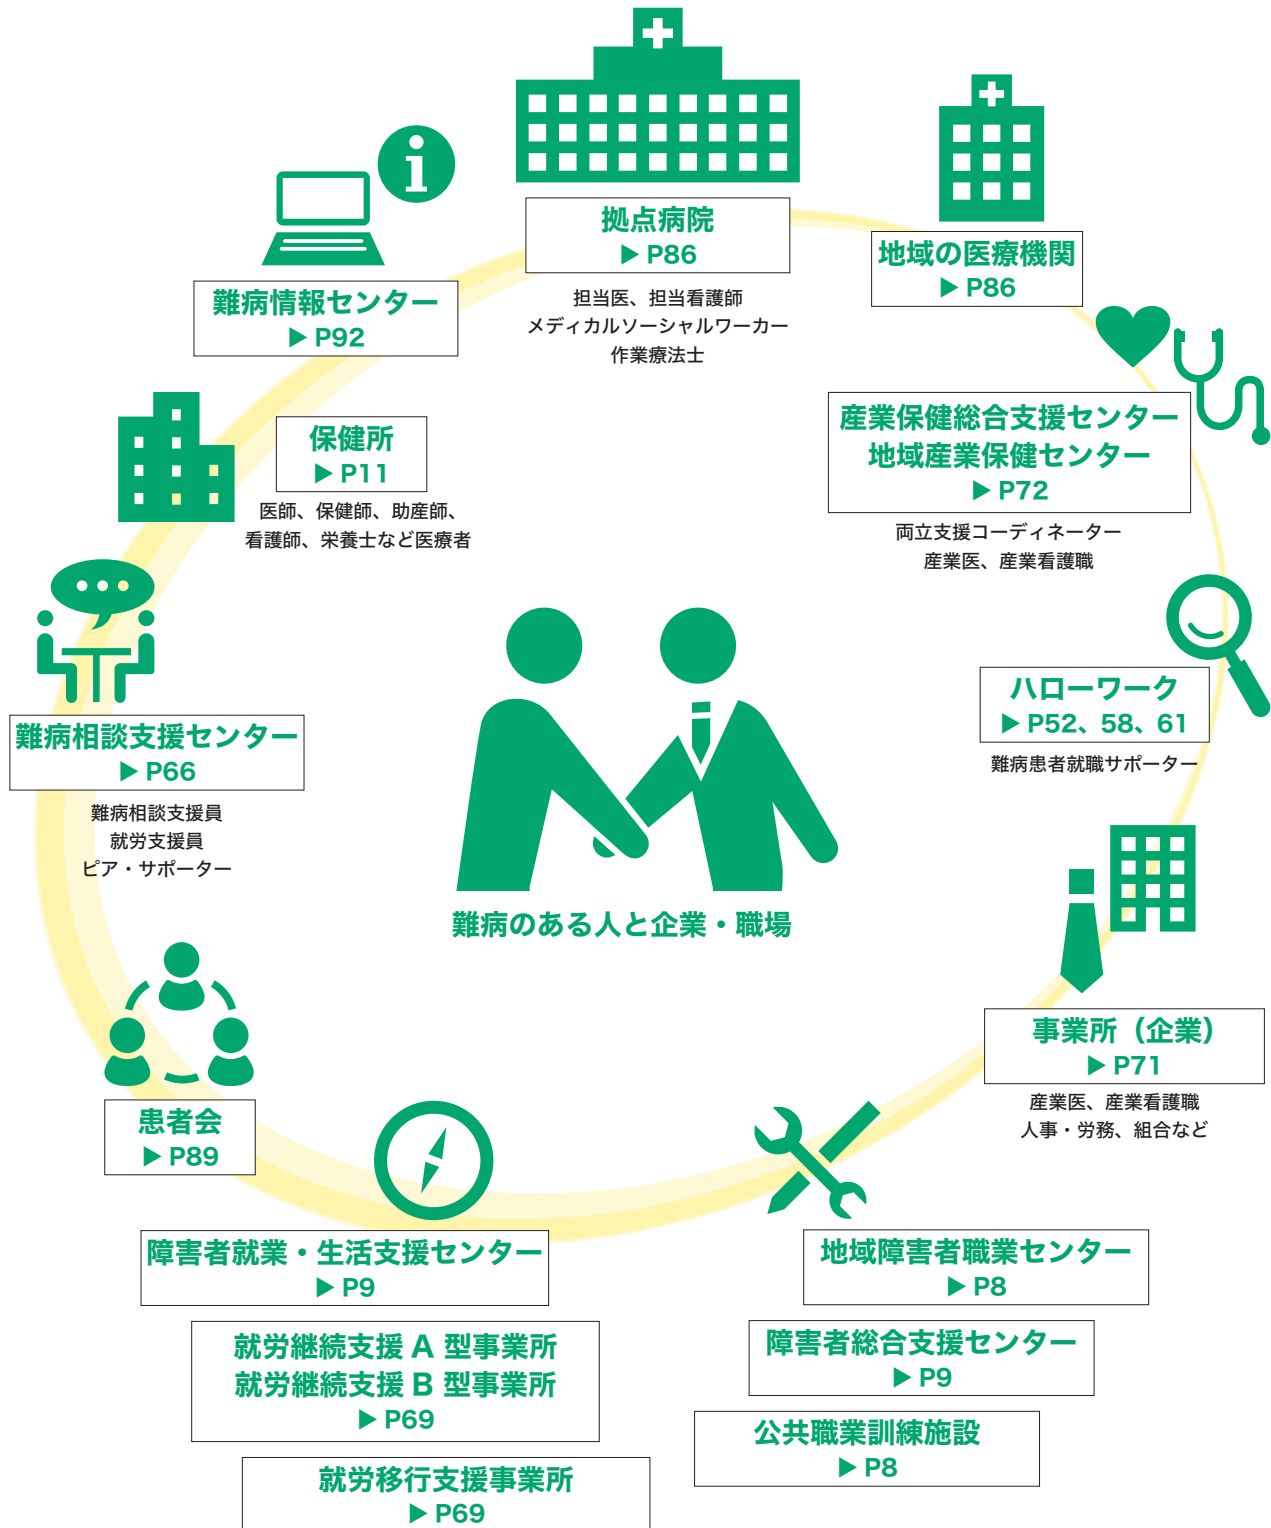 拠点病院
▶ P86
担当医、担当看護師
メディカルソーシャルワーカー
作業療法士
地域の医療機関
▶ P86
難病情報センター
▶ P92
産業保健総合支援センター
地域産業保健センター
▶ P72
両立支援コーディネーター
産業医、産業看護職
保健所
▶ P11
医師、保健師、助産師、
看護師、栄養士など医療者
ハローワーク
▶ P52、58、61
難病患者就職サポーター
難病相談支援センター
▶ P66
難病相談支援員
就労支援員
ピア・サポーター
難病のある人と企業・職場
事業所（企業）
▶ P71
産業医、産業看護職
人事・労務、組合など
患者会
▶ P89
障害者就業・生活支援センター
▶ P9
就労継続支援 A 型事業所
就労継続支援 B 型事業所
▶ P69
就労移行支援事業所
▶ P69
地域障害者職業センター
▶ P8
障害者総合支援センター
▶ P9
公共職業訓練施設
▶ P8